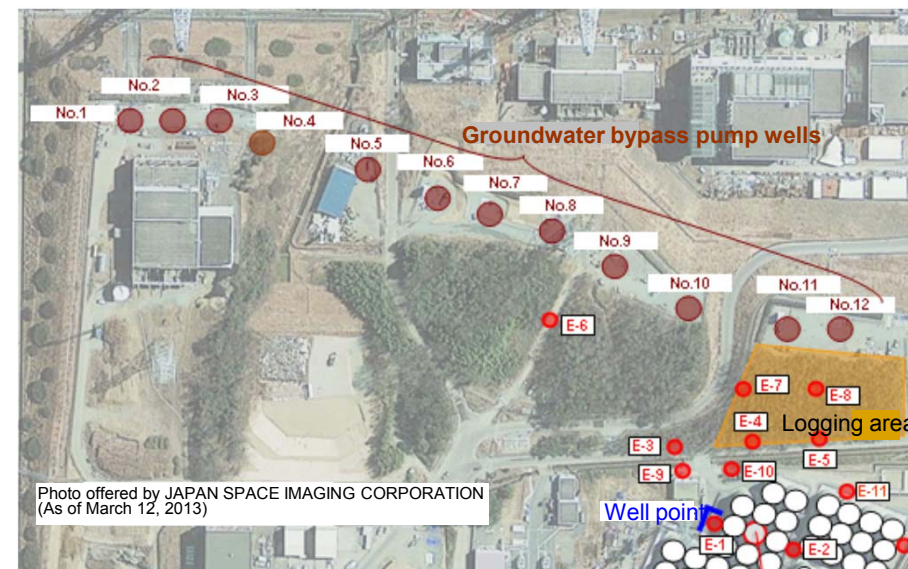 No.2
No.1
No.3
No.4
No.5
Groundwater bypass pump wells
No.6
No.7
No.8
No.9
No.10
No.11
No.12
E-6
E-7
E-8
E-4
Logging area
E-3
E-5
E-9
E-10
E-11
Photo offered by JAPAN SPACE IMAGING CORPORATION
(As of March 12, 2013)
Well point
E-1
E-2